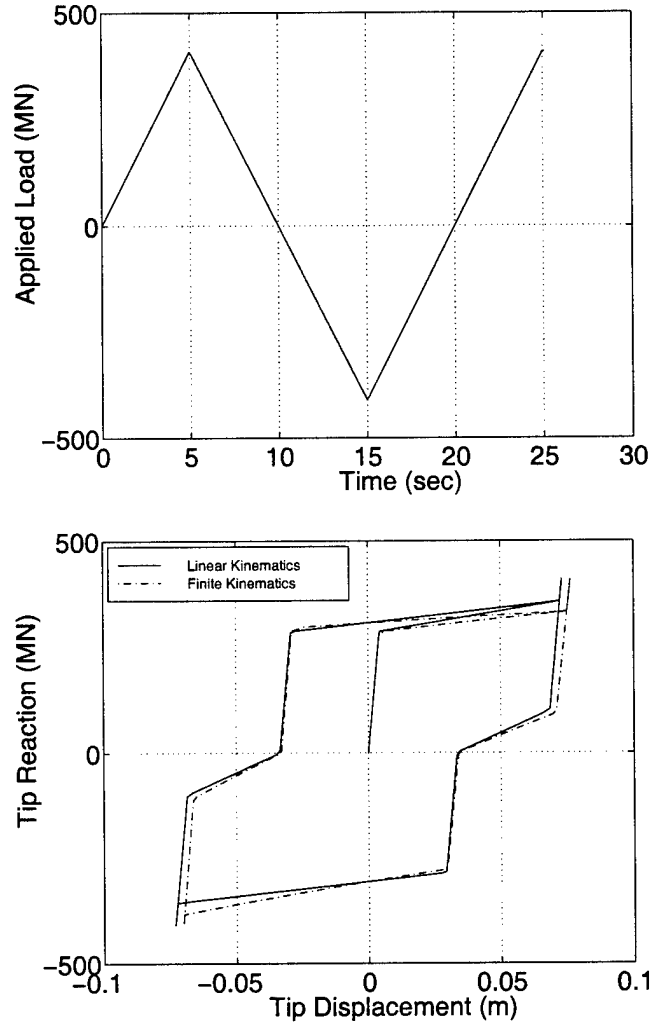 500
0
−500
Applied Load (MN)
0 5 10 15 20 25 30
Time (sec)
500
0
−500
Tip Reaction (MN)
Linear Kinematics
Finite Kinematics
−0.1 −0.05 0 0.05 0.1
Tip Displacement (m)